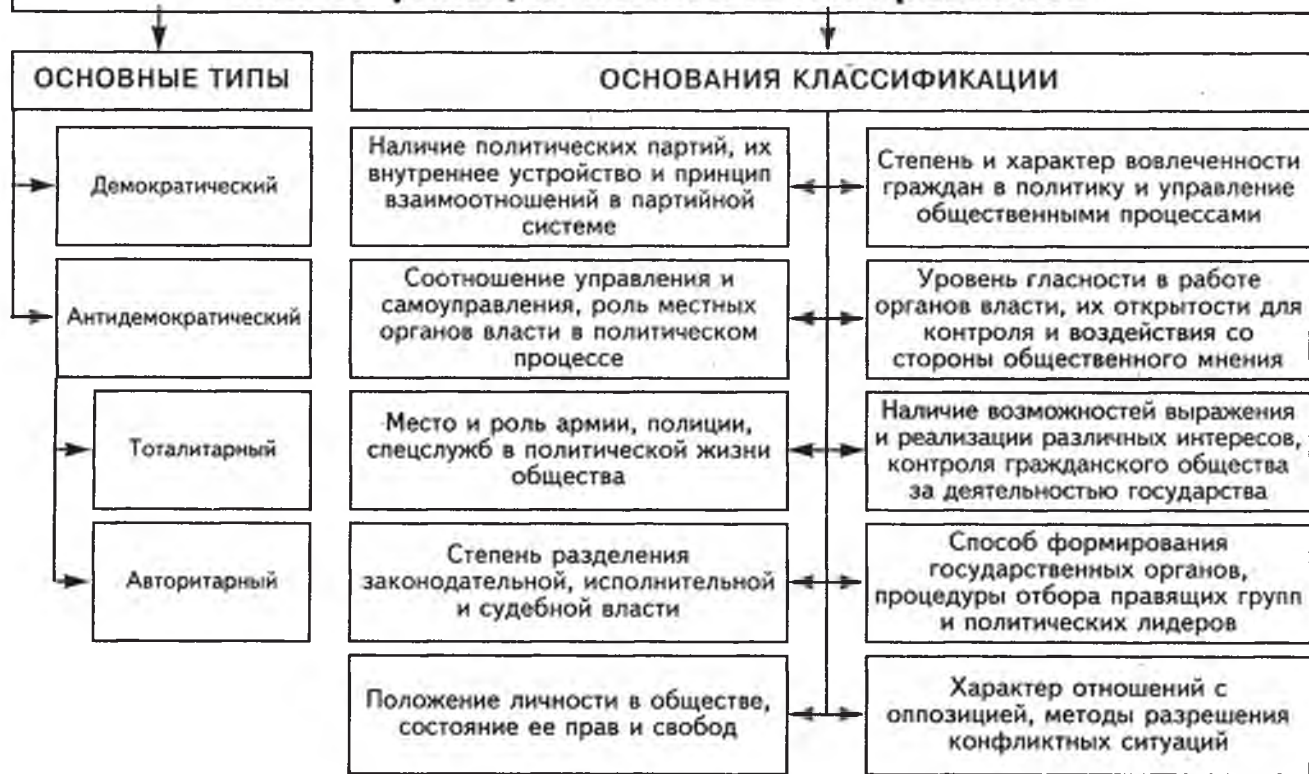 ОСНОВНЫЕ ТИПЫ
Демократический
Антидемократический
Тоталитарный
Авторитарный
ОСНОВАНИЯ КЛАССИФИКАЦИИ
Наличие политических партий, их
внутреннее устройство и принцип
взаимоотношений в партийной
системе
Степень и характер вовлеченности
граждан в политику и управление
общественными процессами
Соотношение управления и
самоуправления, роль местных
органов власти в политическом
процессе
Уровень гласности в работе
органов власти, их открытости для
контроля и воздействия со
стороны общественного мнения
Место и роль армии, полиции,
спецслужб в политической жизни
общества
Наличие возможностей выражения
и реализации различных интересов,
контроля гражданского общества
за деятельностью государства
Степень разделения
законодательной, исполнительной
и судебной власти
Способ формирования
государственных органов,
процедуры отбора правящих групп
и политических лидеров
Положение личности в обществе,
состояние ее прав и свобод
Характер отношений с
оппозицией, методы разрешения
конфликтных ситуаций